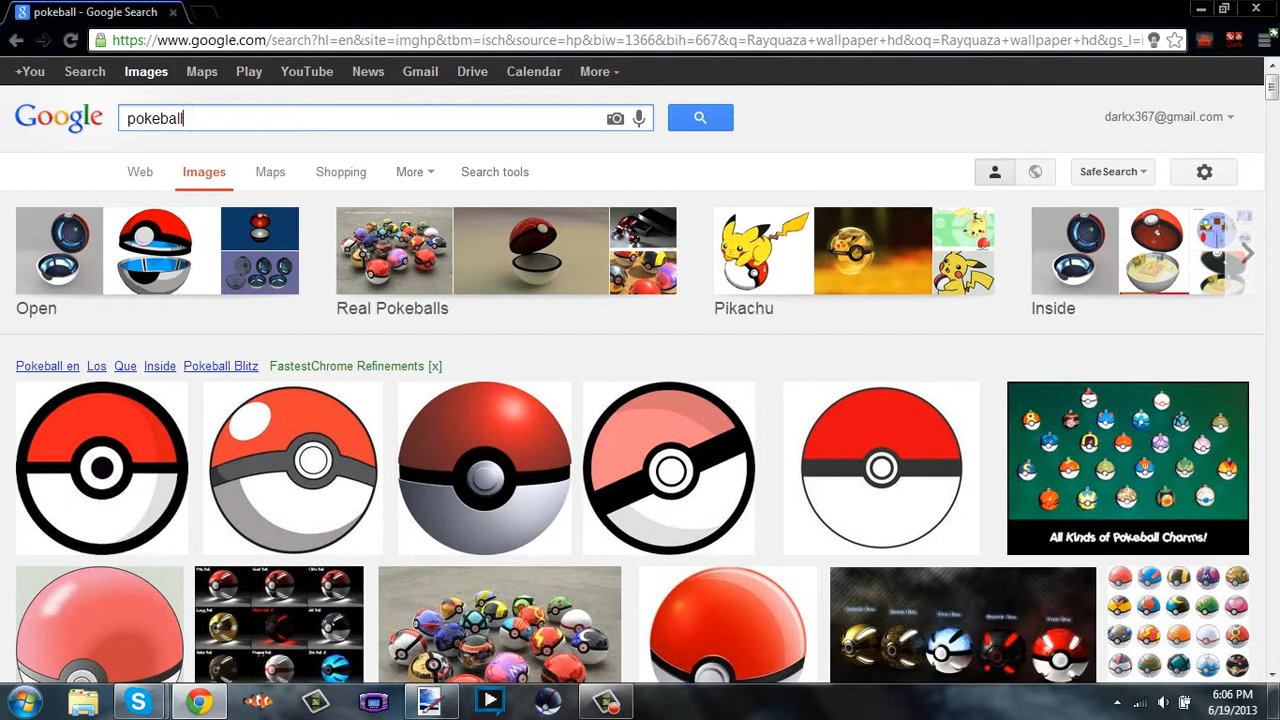 pokeball - Google Search
https://www.google.com/search?hl=en&site=imghp&tbm=isch&source=hp&biw=1366&bih=667&q=Rayquaza+wallpaper+hd&oq=Rayquaza+wallpaper+hd&gs_l=
+You Search Images Maps Play YouTube News Gmail Drive Calendar More
Google pokeball darkx367@gmail.com
Web Images Maps Shopping More Search tools SafeSearch
Open Real Pokeballs Pikachu Inside
Pokeball en Los Que Inside Pokeball Blitz FastestChrome Refinements [x]
All Kinds of Pokeball Charms!
6:06 PM
6/19/2013